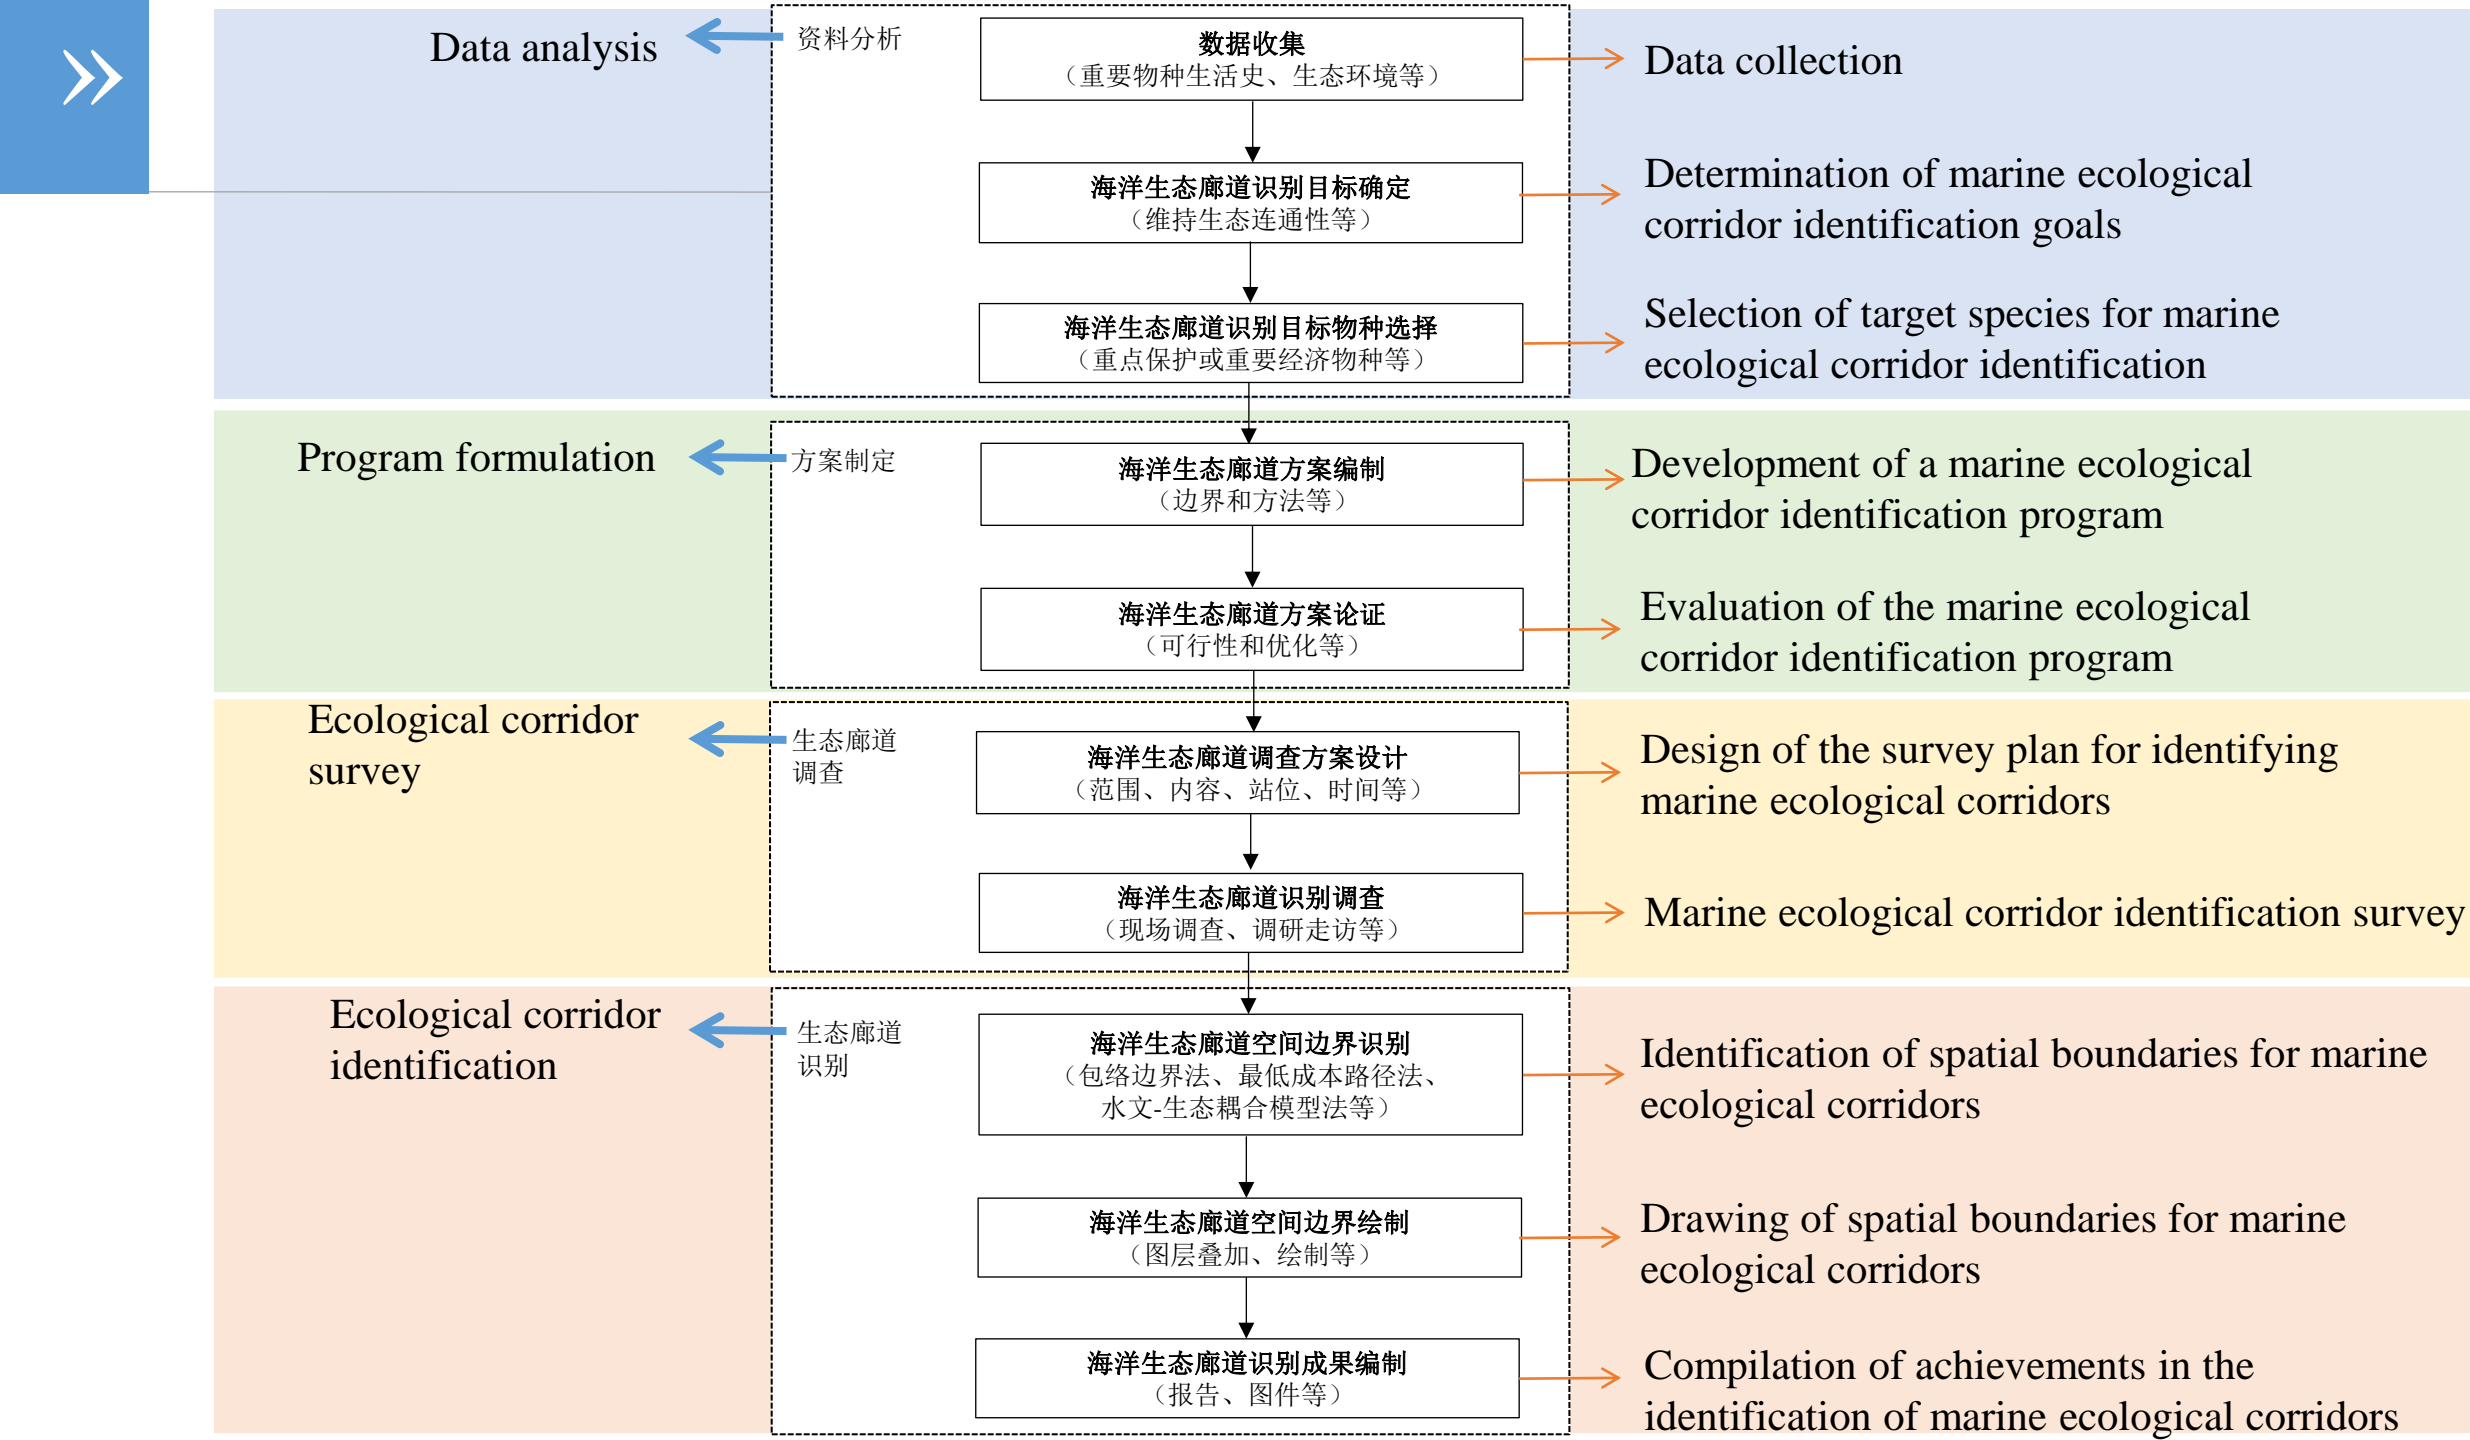 Data analysis
资料分析
数据收集
（重要物种生活史、生态环境等）
Data collection
海洋生态廊道识别目标确定
（维持生态连通性等）
Determination of marine ecological
corridor identification goals
海洋生态廊道识别目标物种选择
（重点保护或重要经济物种等）
Selection of target species for marine
ecological corridor identification
Program formulation
方案制定
海洋生态廊道方案编制
（边界和方法等）
Development of a marine ecological
corridor identification program
海洋生态廊道方案论证
（可行性和优化等）
Evaluation of the marine ecological
corridor identification program
Ecological corridor
survey
生态廊道
调查
海洋生态廊道调查方案设计
（范围、内容、站位、时间等）
Design of the survey plan for identifying
marine ecological corridors
海洋生态廊道识别调查
（现场调查、调研走访等）
Marine ecological corridor identification survey
Ecological corridor
identification
生态廊道
识别
海洋生态廊道空间边界识别
（包络边界法、最低成本路径法、
水文-生态耦合模型法等）
Identification of spatial boundaries for marine
ecological corridors
海洋生态廊道空间边界绘制
（图层叠加、绘制等）
Drawing of spatial boundaries for marine
ecological corridors
海洋生态廊道识别成果编制
（报告、图件等）
Compilation of achievements in the
identification of marine ecological corridors